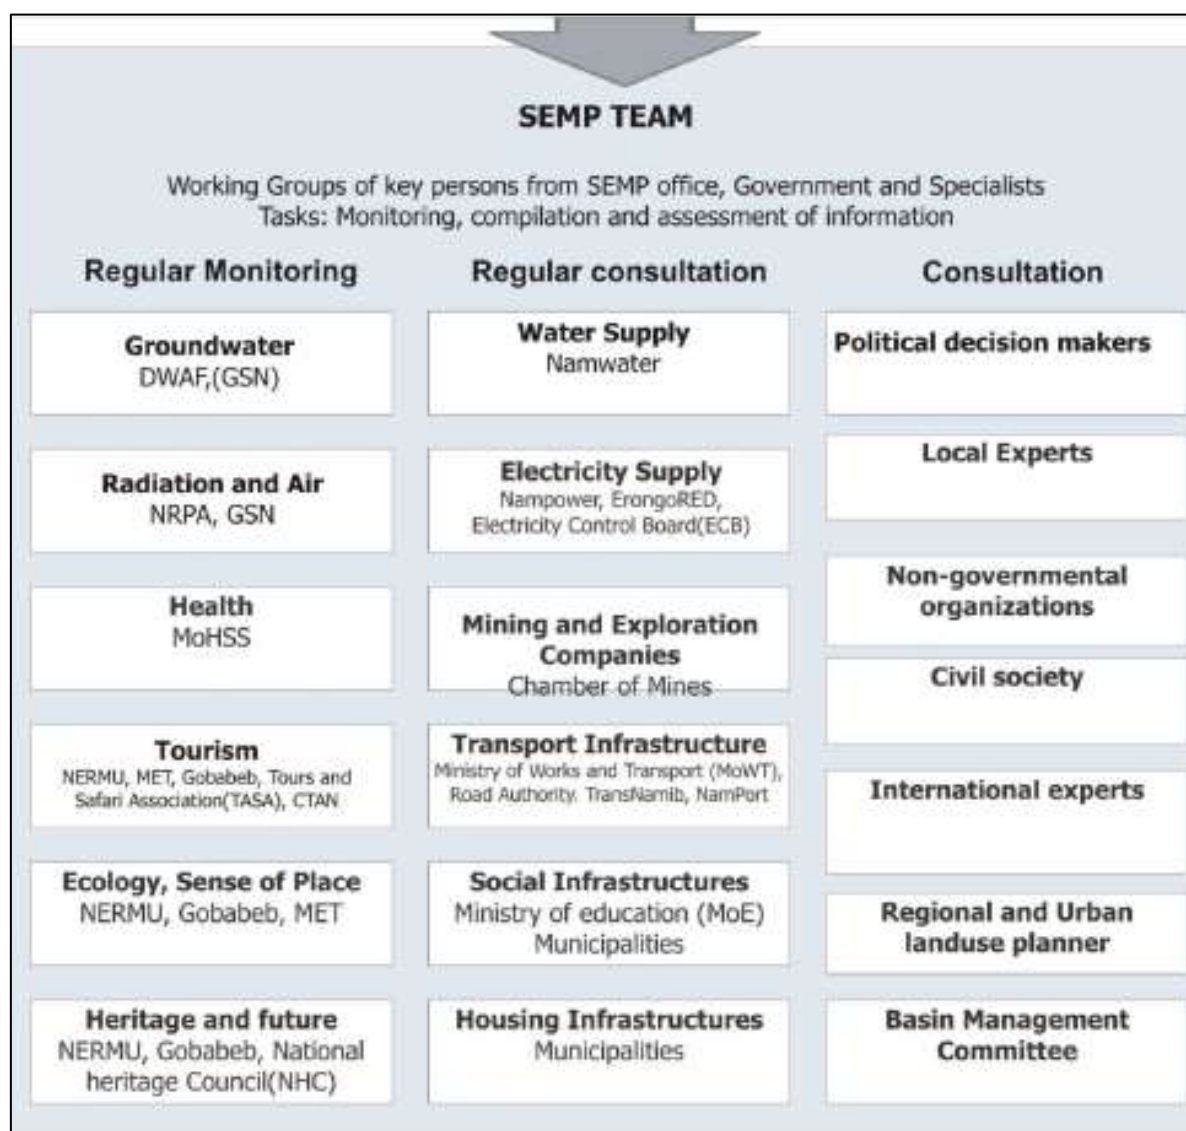 SEMP TEAM
Working Groups of key persons from SEMP office, Government and Specialists
Tasks: Monitoring, compilation and assessment of information
Regular Monitoring
Groundwater
DWAF,(GSN)
Radiation and Air
NRPA, GSN
Health
MoHSS
Tourism
NERMU, MET, Gobabeb, Tours and
Safari Association(TASA), CTAN
Ecology, Sense of Place
NERMU, Gobabeb, MET
Heritage and future
NERMU, Gobabeb, National
heritage Council(NHC)
Regular consultation
Water Supply
Namwater
Electricity Supply
Nampower, ErongoRED,
Electricity Control Board(ECB)
Mining and Exploration
Companies
Chamber of Mines
Transport Infrastructure
Ministry of Works and Transport (MoWT),
Road Authority. TransNamib, NamPort
Social Infrastructures
Ministry of education (MoE)
Municipalities
Housing Infrastructures
Municipalities
Consultation
Political decision makers
Local Experts
Non-governmental
organizations
Civil society
International experts
Regional and Urban
landuse planner
Basin Management
Committee